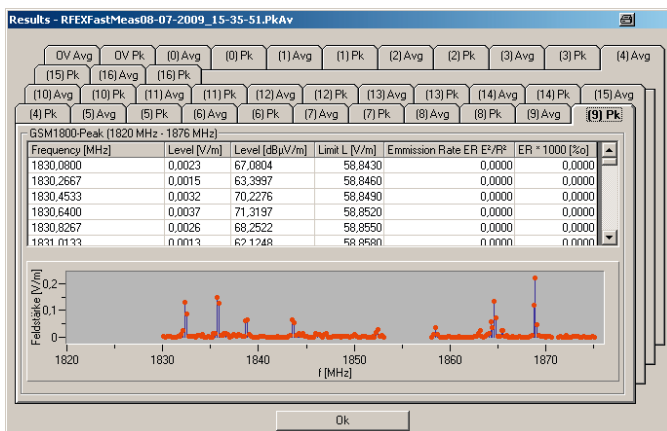 Results - RFEXFastMeas08-07-2009_15-35-51.PkAv
OV Avg OV Pk (0) Avg (0) Pk (1) Avg (1) Pk (2) Avg (2) Pk (3) Avg (3) Pk (4) Avg
(15) Pk (16) Avg (16) Pk
(10) Avg (10) Pk (11) Avg (11) Pk (12) Avg (12) Pk (13) Avg (13) Pk (14) Avg (14) Pk (15) Avg
(4) Pk (5) Avg (5) Pk (6) Avg (6) Pk (7) Avg (7) Pk (8) Avg (8) Pk (9) Avg (9) Pk
GSM1800-Peak (1820 MHz - 1876 MHz)
Frequency [MHz] Level [V/m] Level [dBµV/m] Limit L [V/m] Emmission Rate ER E²/R² ER * 1000 [%o]
1830,0800 0,0023 67,0804 58,8430 0,0000 0,0000
1830,2667 0,0015 63,3997 58,8460 0,0000 0,0000
1830,4533 0,0032 70,2276 58,8490 0,0000 0,0000
1830,6400 0,0037 71,3197 58,8520 0,0000 0,0000
1830,8267 0,0026 68,2522 58,8550 0,0000 0,0000
1831,0133 0,0013 62,1248 58,8580 0,0000 0,0000
Feldstärke [V/m]
0,2
0,1
0
1820 1830 1840 1850 1860 1870
f [MHz]
Ok